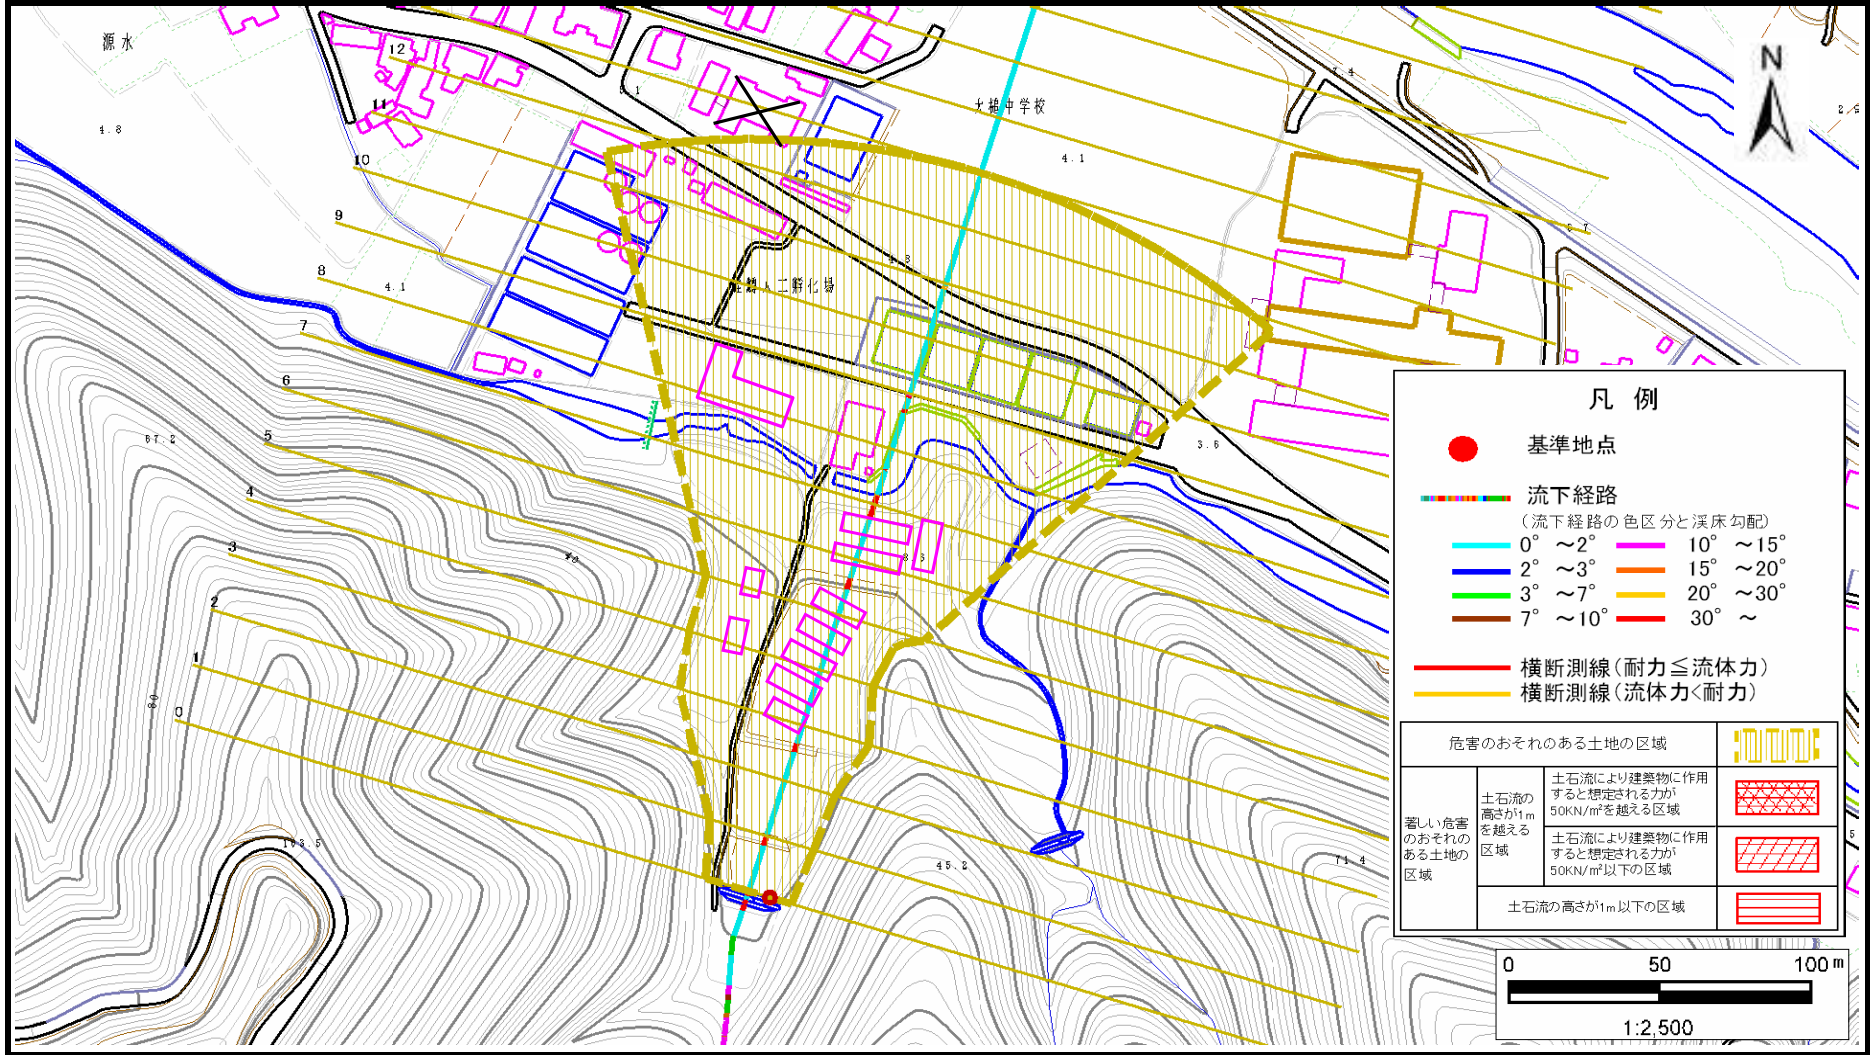 源水
12
11
10
9
8
7
6
5
4
3
2
1
0
4.8
5.1
大槌中学校
4.1
7.4
N
4.1
3.6
67.2
80
45.2
71.4
凡 例
基準地点
流下経路
(流下経路の色区分と渓床勾配)
0° ～2° 10° ～15°
2° ～3° 15° ～20°
3° ～7° 20° ～30°
7° ～10° 30° ～
横断測線(耐力≦流体力)
横断測線(流体力<耐力)
危害のおそれのある土地の区域
著しい危害
のおそれの
ある土地の
区域
土石流の
高さが1m
を越える
区域
土石流により建築物に作用
すると想定される力が
50KN/㎡を越える区域
土石流により建築物に作用
すると想定される力が
50KN/㎡以下の区域
土石流の高さが1m以下の区域
0 50 100 m
1:2,500